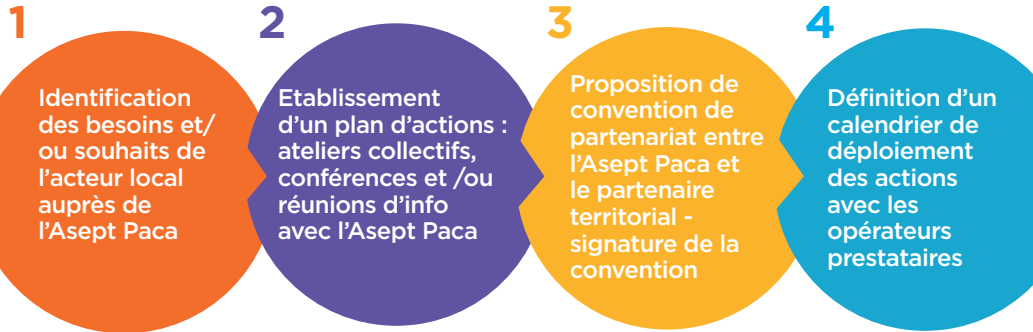 1
Identification
des besoins et/
ou souhaits de
l'acteur local
auprès de
l'Asept Paca
2
Etablissement
d'un plan d'actions :
ateliers collectifs,
conférences et /ou
réunions d'info
avec l'Asept Paca
3
Proposition de
convention de
partenariat entre
l'Asept Paca et
le partenaire
territorial -
signature de la
convention
4
Définition d'un
calendrier de
déploiement
des actions
avec les
opérateurs
prestataires